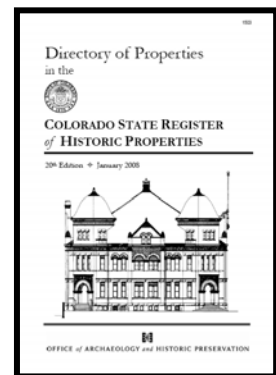 Directory of Properties
in the
COLORADO STATE REGISTER
of HISTORIC PROPERTIES
20th Edition ✦ January 2008
OFFICE of ARCHAEOLOGY and HISTORIC PRESERVATION